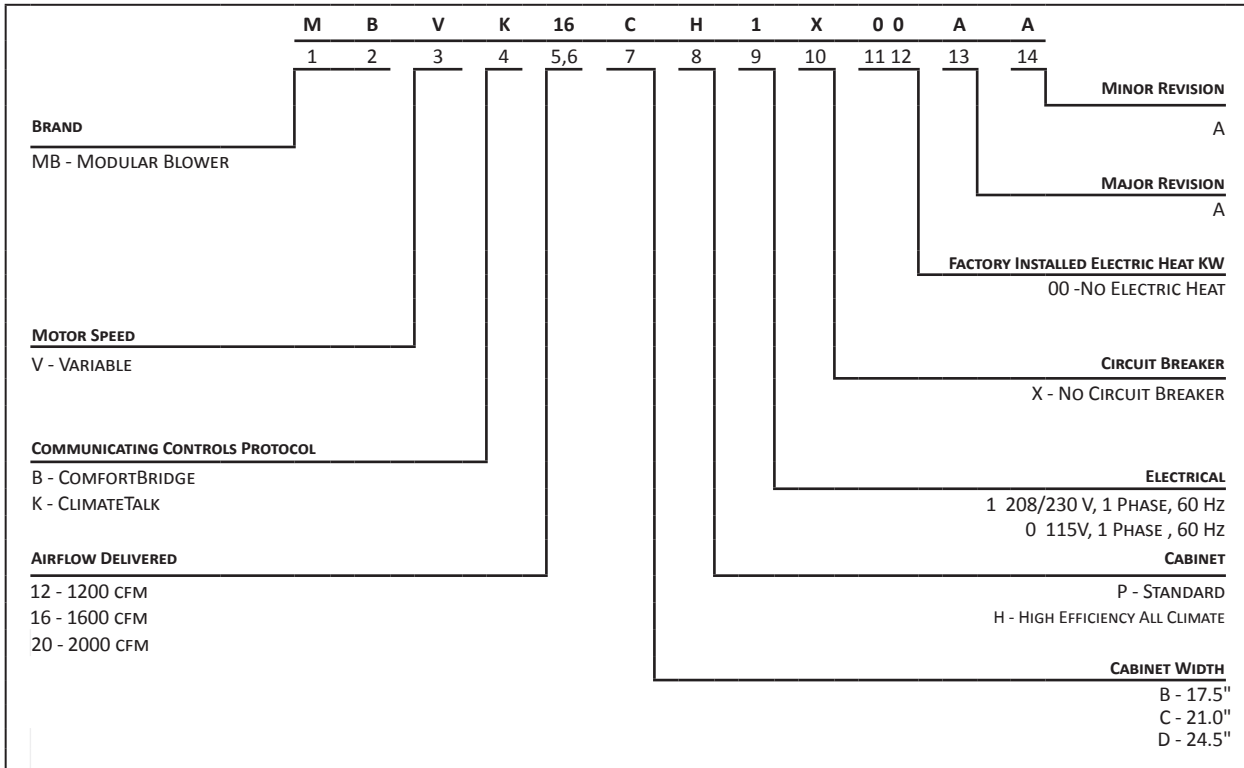 M B V K 16 C H 1 X 0 0 A A
1 2 3 4 5,6 7 8 9 10 11 12 13 14
MINOR REVISION
A
BRAND
MB - MODULAR BLOWER
MAJOR REVISION
A
FACTORY INSTALLED ELECTRIC HEAT KW
00 -NO ELECTRIC HEAT
MOTOR SPEED
V - VARIABLE
CIRCUIT BREAKER
X - NO CIRCUIT BREAKER
COMMUNICATING CONTROLS PROTOCOL
B - COMFORTBRIDGE
K - CLIMATETALK
ELECTRICAL
1 208/230 V, 1 PHASE, 60 HZ
0 115V, 1 PHASE , 60 HZ
AIRFLOW DELIVERED
12 - 1200 CFM
16 - 1600 CFM
20 - 2000 CFM
CABINET
P - STANDARD
H - HIGH EFFICIENCY ALL CLIMATE
CABINET WIDTH
B - 17.5"
C - 21.0"
D - 24.5"